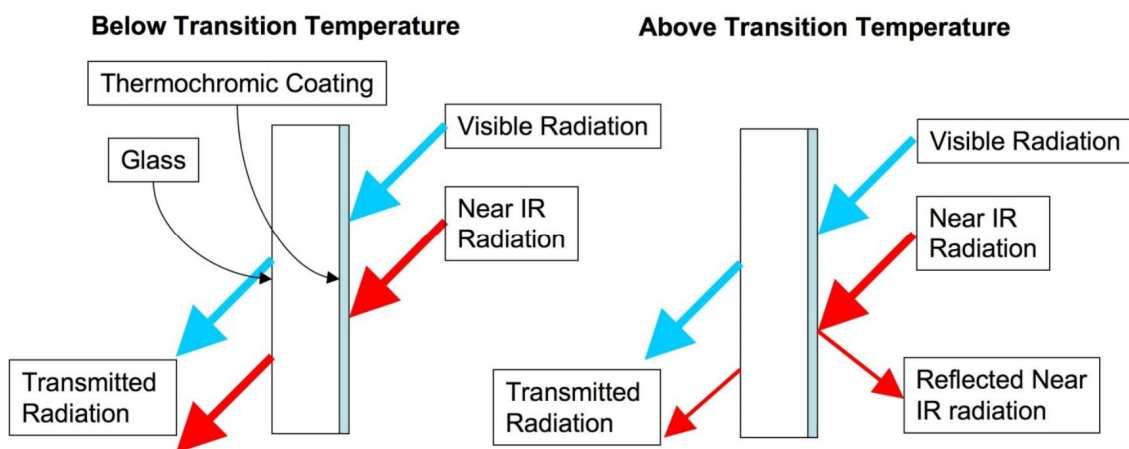 Below Transition Temperature
Thermochromic Coating
Glass
Visible Radiation
Near IR
Radiation
Transmitted
Radiation
Above Transition Temperature
Visible Radiation
Near IR
Radiation
Transmitted
Radiation
Reflected Near
IR radiation